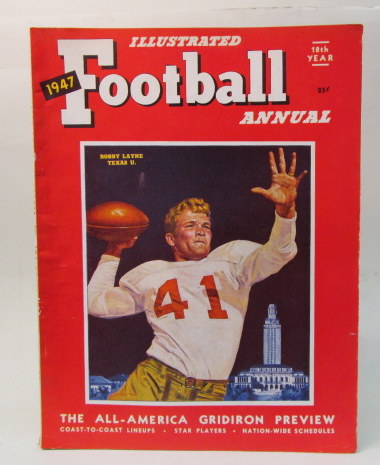 ILLUSTRATED
18th
YEAR
1947
Football
25¢
ANNUAL
BOBBY LAYNE
TEXAS U.
41
THE ALL-AMERICA GRIDIRON PREVIEW
COAST-TO-COAST LINEUPS • STAR PLAYERS • NATION-WIDE SCHEDULES